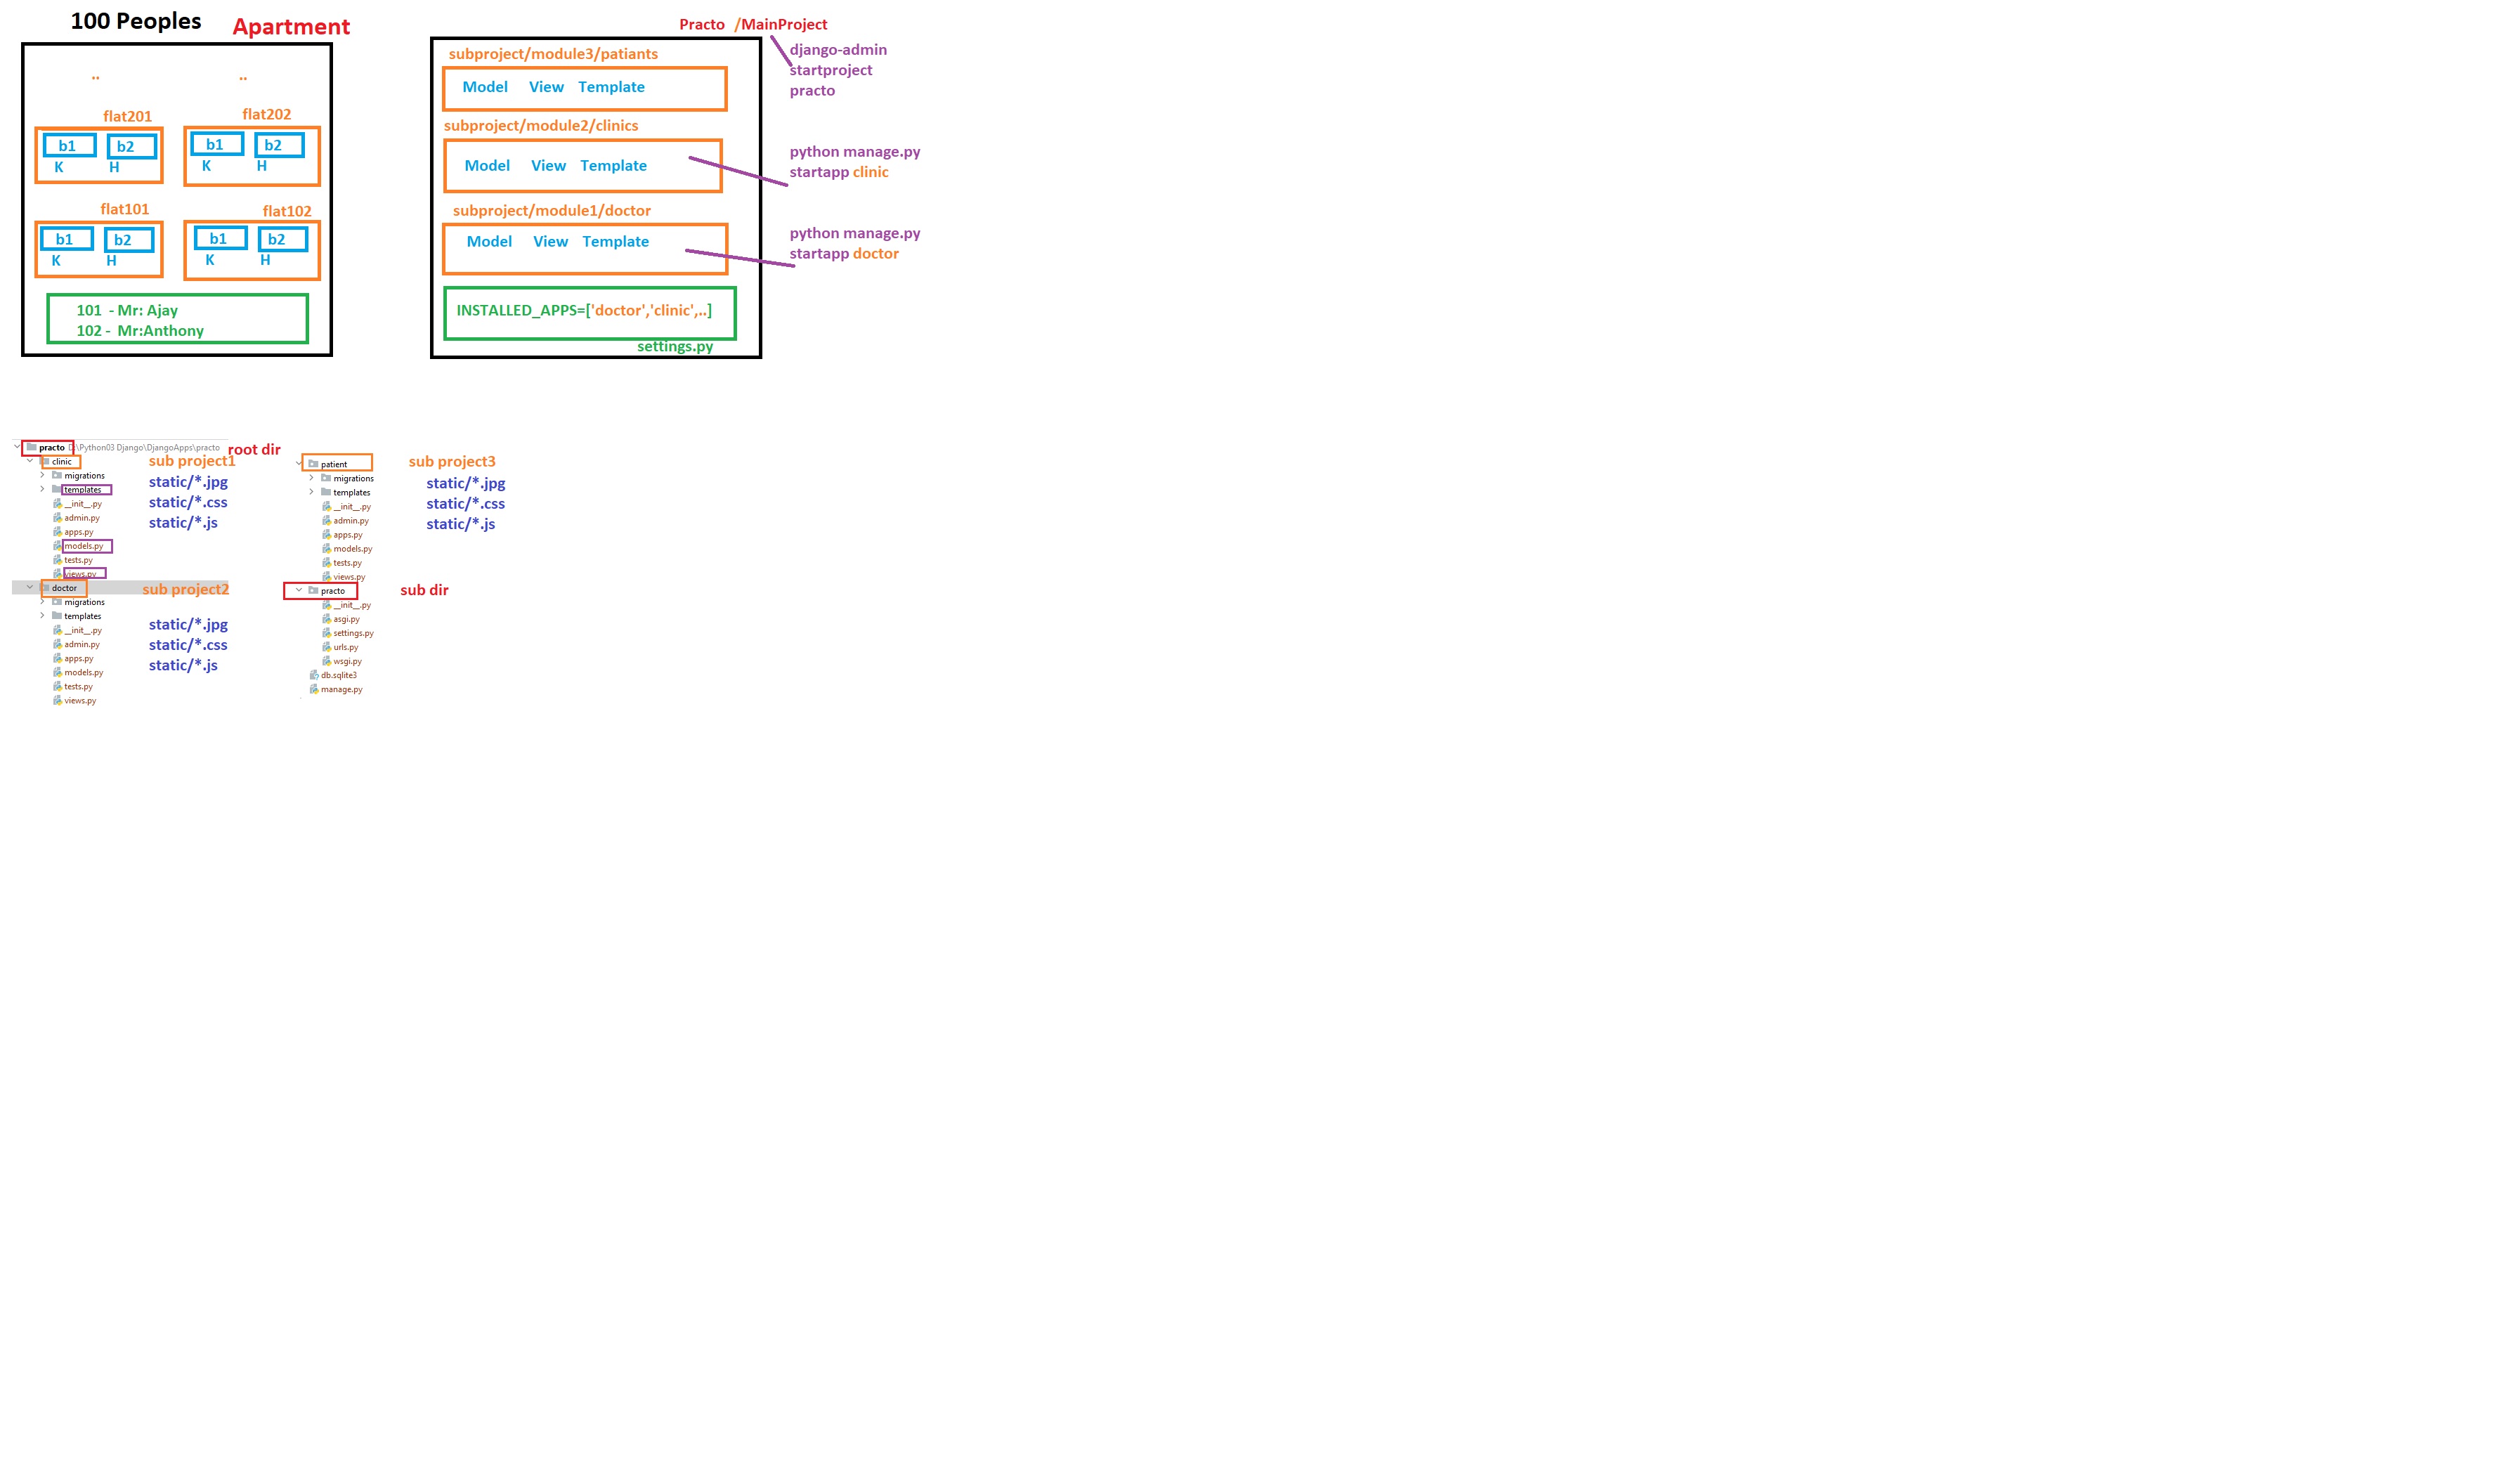 100 Peoples
Apartment
..
..
flat201
flat202
b1
b2
b1
b2
K
H
K
H
flat101
flat102
b1
b2
b1
b2
K
H
K
H
101 - Mr: Ajay
102 - Mr:Anthony
Practo /MainProject
django-admin
startproject
practo
subproject/module3/patiants
Model View Template
subproject/module2/clinics
Model View Template
python manage.py
startapp clinic
subproject/module1/doctor
Model View Template
python manage.py
startapp doctor
INSTALLED_APPS=['doctor','clinic',..]
settings.py
practo D:\Python03 Django\DjangoApps\practo
root dir
clinic
sub project1
migrations
static/*.jpg
templates
static/*.css
__init__.py
static/*.js
admin.py
apps.py
models.py
tests.py
views.py
doctor
sub project2
migrations
templates
__init__.py
static/*.jpg
admin.py
static/*.css
apps.py
static/*.js
models.py
tests.py
views.py
patient
sub project3
migrations
static/*.jpg
templates
static/*.css
__init__.py
static/*.js
admin.py
apps.py
models.py
tests.py
views.py
practo
sub dir
__init__.py
asgi.py
settings.py
urls.py
wsgi.py
db.sqlite3
manage.py